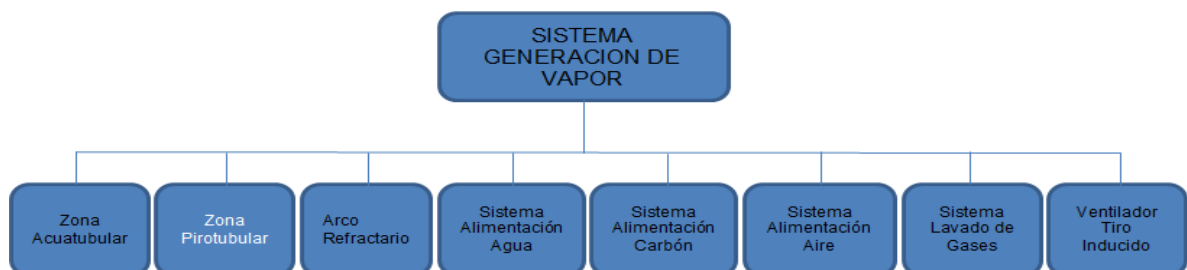 SISTEMA
GENERACION DE
VAPOR
Zona
Acuatubular
Zona
Pirotubular
Arco
Refractario
Sistema
Alimentación
Agua
Sistema
Alimentación
Carbón
Sistema
Alimentación
Aire
Sistema
Lavado de
Gases
Ventilador
Tiro
Inducido